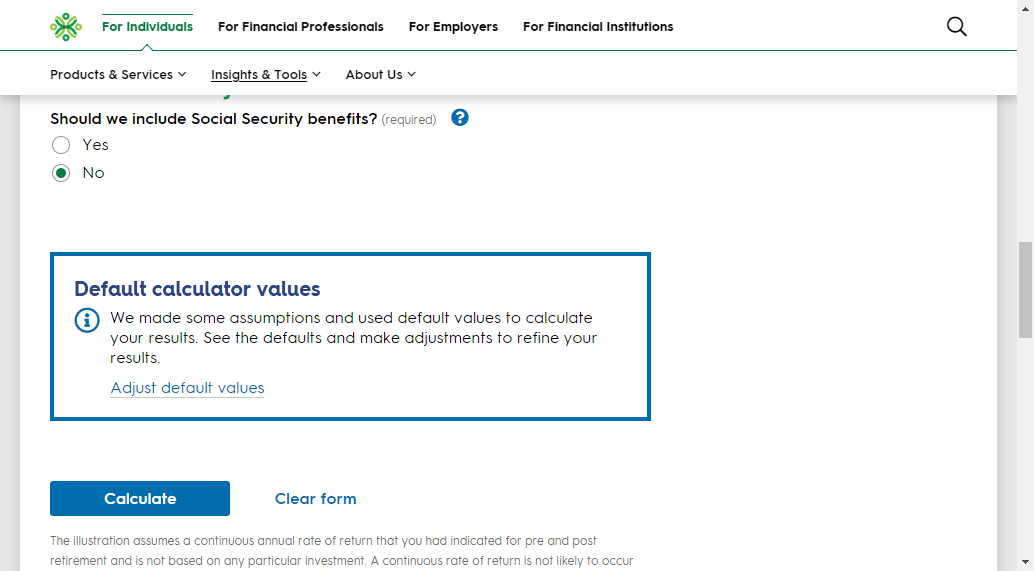 For Individuals
For Financial Professionals
For Employers
For Financial Institutions
Products & Services
Insights & Tools
About Us
Should we include Social Security benefits? (required)
Yes
No
Default calculator values
We made some assumptions and used default values to calculate
your results. See the defaults and make adjustments to refine your
results.
Adjust default values
Calculate
Clear form
The illustration assumes a continuous annual rate of return that you had indicated for pre and post
retirement and is not based on any particular investment. A continuous rate of return is not likely to occur